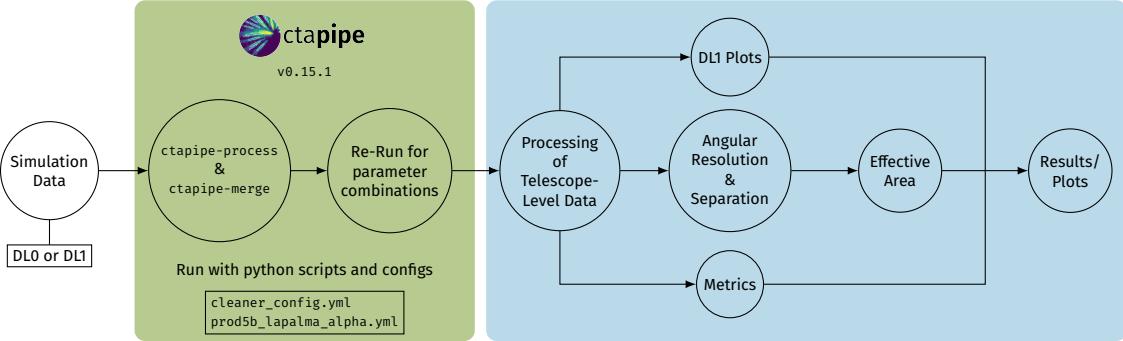 Simulation
Data
DL0 or DL1
ctapipe
v0.15.1
ctapipe-process
&
ctapipe-merge
Re-Run for
parameter
combinations
Run with python scripts and configs
cleaner_config.yml
prod5b_lapalma_alpha.yml
Processing
of
Telescope-
Level Data
DL1 Plots
Angular
Resolution
&
Separation
Metrics
Effective
Area
Results/
Plots